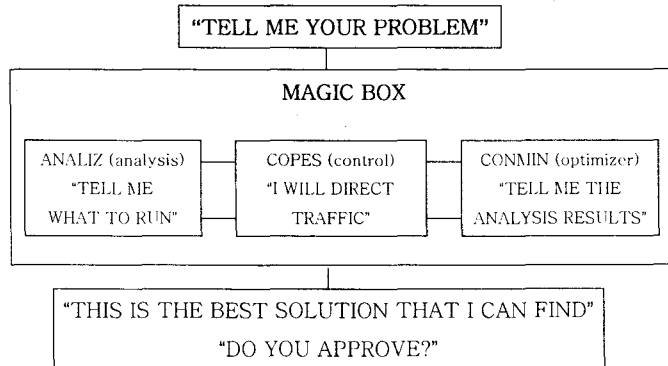 “TELL ME YOUR PROBLEM”
MAGIC BOX
ANALIZ (analysis)
“TELL ME
WHAT TO RUN”
COPES (control)
“I WILL DIRECT
TRAFFIC”
CONMIN (optimizer)
“TELL ME THE
ANALYSIS RESULTS”
“THIS IS THE BEST SOLUTION THAT I CAN FIND”
“DO YOU APPROVE?”